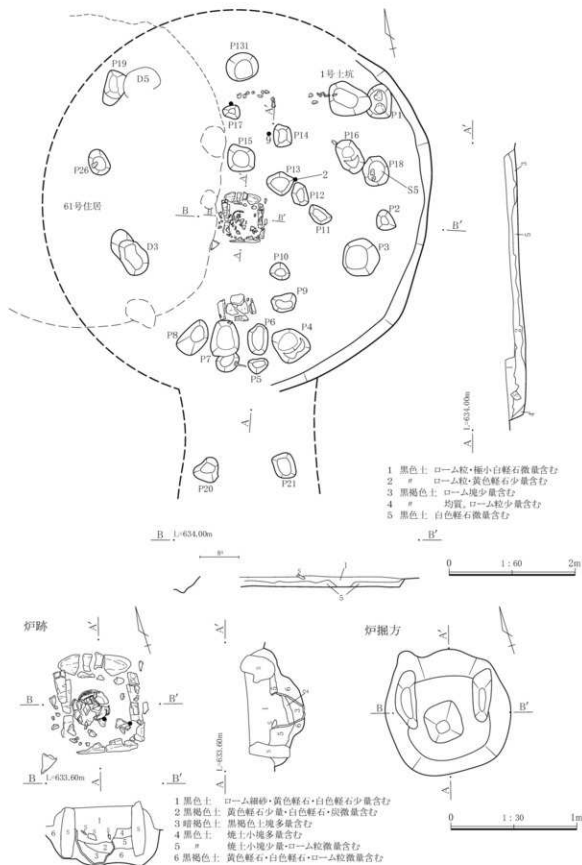 P131
P19
D5
1号土坑
A'
P1
P17
9
P14
P16
A'
P15
P18
P26
P13
2
S5
P12
61号住居
B
B'
P11
P2
B'
D3
P3
P10
P9
P8
P6
P4
P7
P5
A
L=634.00m
A
P20
P21
1 黒色土 ローム粒・極小白軽石微量含む
2 〃 ローム粒・黄色軽石少量含む
3 黒褐色土 ローム塊少量含む
4 〃 均質。ローム粒少量含む
5 黒色土 白色軽石微量含む
B L=634.00m
B'
1
5
0 1:60 2m
炉跡
A'
A'
炉掘方
A'
B
B'
B
B'
B L=633.60m
A
B'
A
L=633.60m
A
1 黒色土 ローム細砂・黄色軽石・白色軽石少量含む
2 黒褐色土 黄色軽石少量・白色軽石・炭微量含む
3 暗褐色土 黒褐色土塊多量含む
4 黒色土 焼土小塊多量含む
5 〃 焼土小塊少量・ローム粒微量含む
6 黒褐色土 黄色軽石・白色軽石・ローム粒微量含む
0 1:30 1m